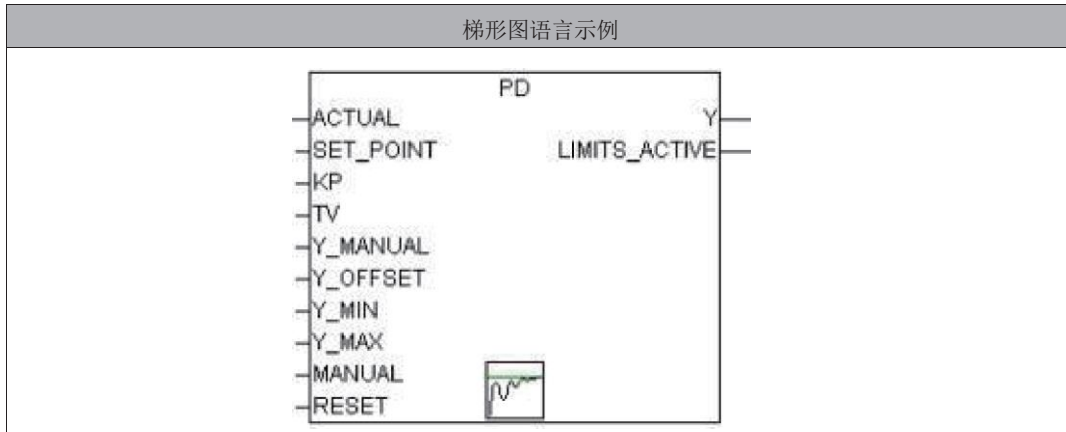 梯形图语言示例
PD
ACTUAL Y
SET_POINT LIMITS_ACTIVE
KP
TV
Y_MANUAL
Y_OFFSET
Y_MIN
Y_MAX
MANUAL
RESET